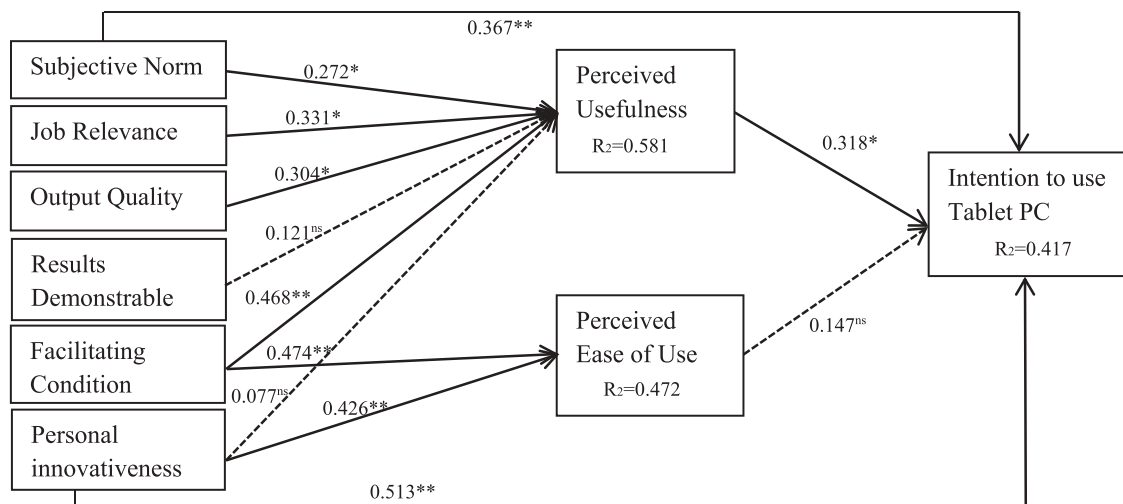 0.367**
Subjective Norm
0.272*
Job Relevance
0.331*
Output Quality
0.304*
Results
Demonstrable
0.121ns
Facilitating
Condition
0.468**
0.474**
Personal
innovativeness
0.077ns
0.426**
0.513**
Perceived
Usefulness
R2=0.581
Perceived
Ease of Use
R2=0.472
0.318*
0.147ns
Intention to use
Tablet PC
R2=0.417